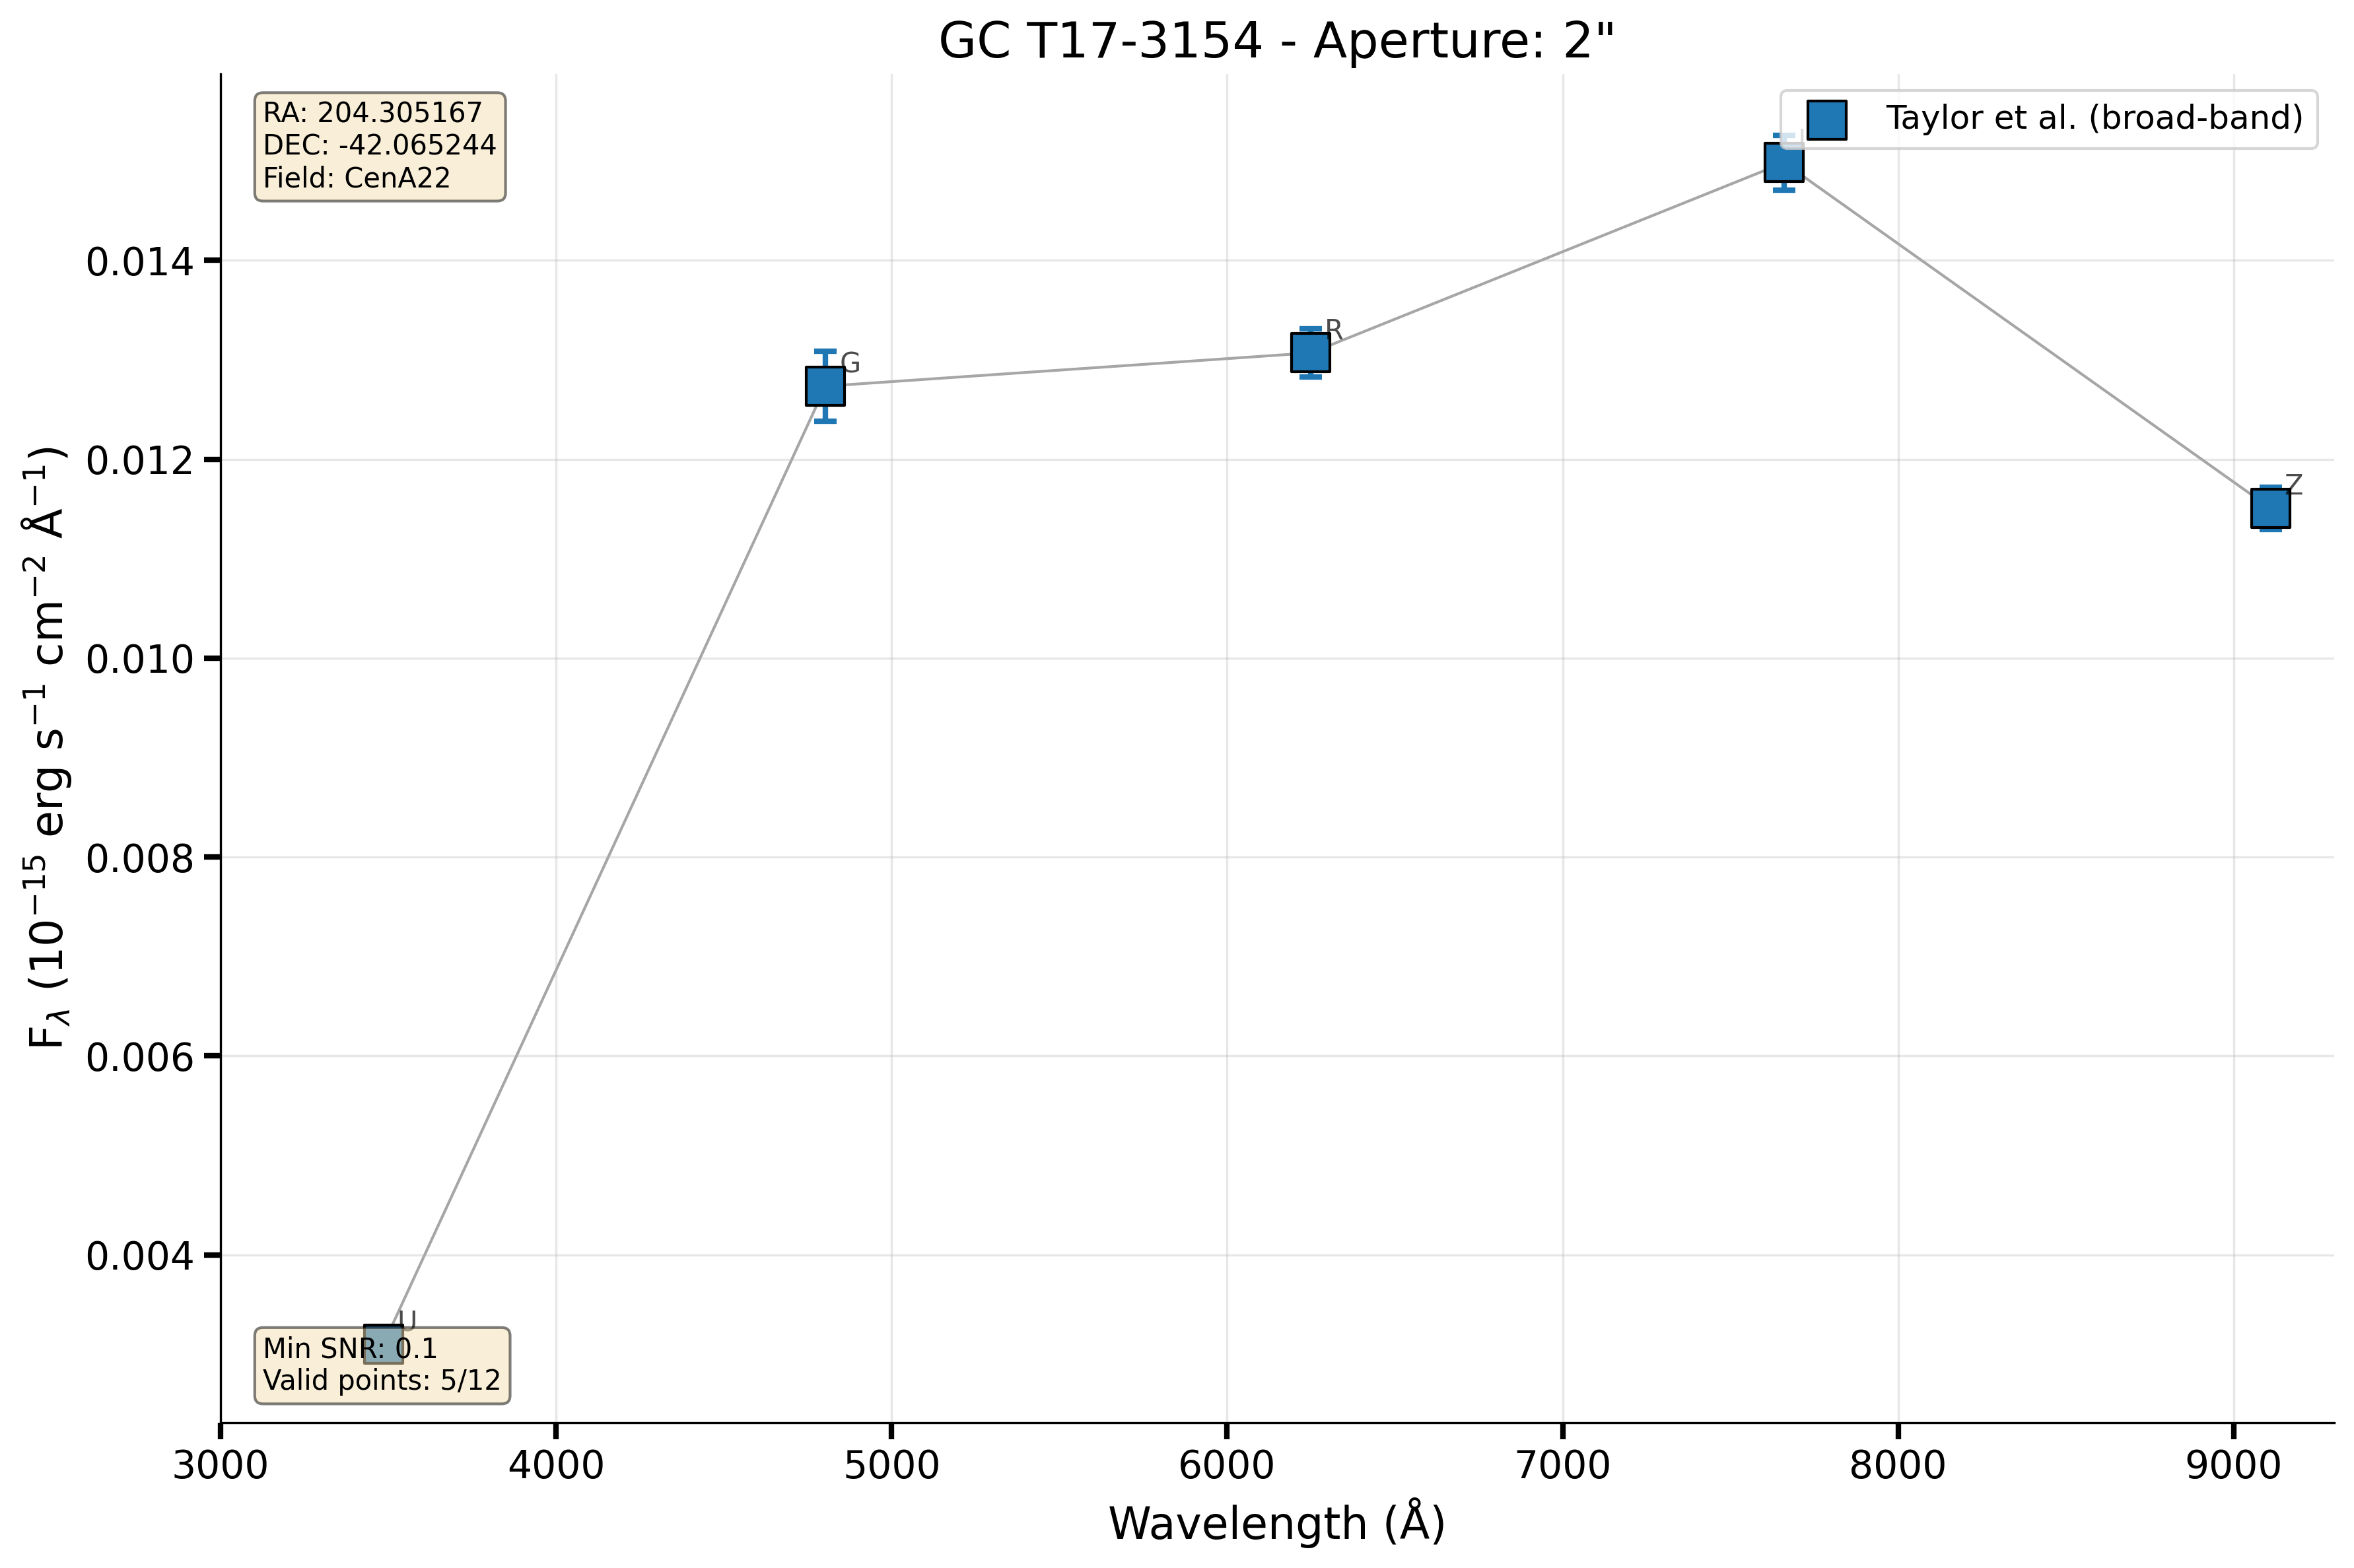 GC T17-3154 - Aperture: 2"
RA: 204.305167
DEC: -42.065244
Field: CenA22
Taylor et al. (broad-band)
I
R
G
Z
U
Min SNR: 0.1
Valid points: 5/12
0.014
0.012
0.010
0.008
0.006
0.004
F_λ (10⁻¹⁵ erg s⁻¹ cm⁻² Å⁻¹)
3000 4000 5000 6000 7000 8000 9000
Wavelength (Å)